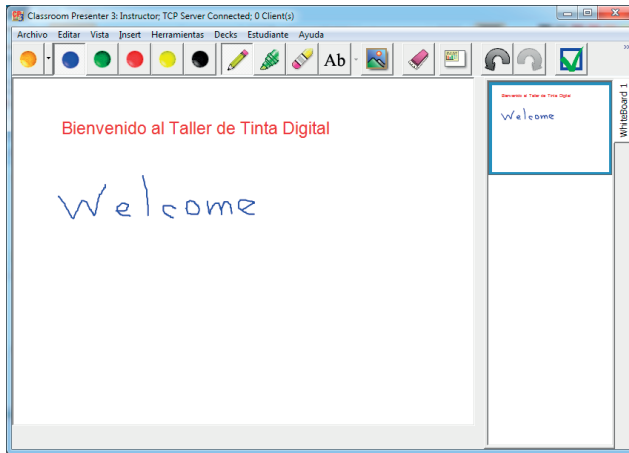 Classroom Presenter 3: Instructor; TCP Server Connected; 0 Client(s)
Archivo Editar Vista Insert Herramientas Decks Estudiante Ayuda
Ab
Bienvenido al Taller de Tinta Digital
Welcome
Bienvenido al Taller de Tinta Digital
Welcome
WhiteBoard 1